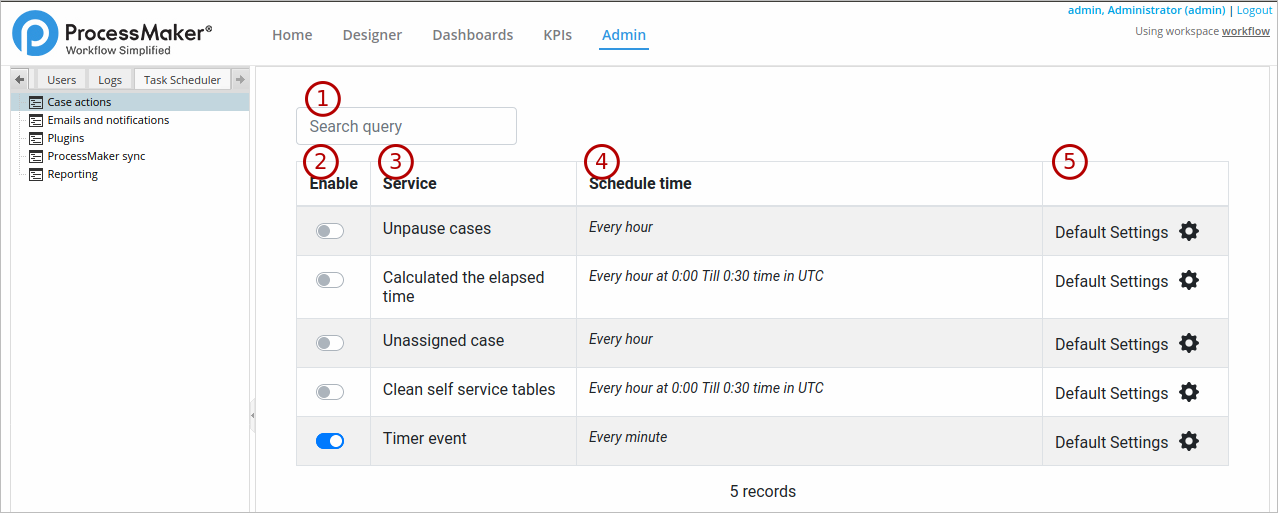 admin, Administrator (admin) | Logout
ProcessMaker®
Workflow Simplified
Home Designer Dashboards KPIs Admin
Using workspace workflow
Users Logs Task Scheduler
Case actions
Emails and notifications
Plugins
ProcessMaker sync
Reporting
1
Search query
2 3 4 5
Enable Service Schedule time
Unpause cases Every hour Default Settings
Calculated the elapsed Every hour at 0:00 Till 0:30 time in UTC Default Settings
time
Unassigned case Every hour Default Settings
Clean self service tables Every hour at 0:00 Till 0:30 time in UTC Default Settings
Timer event Every minute Default Settings
5 records